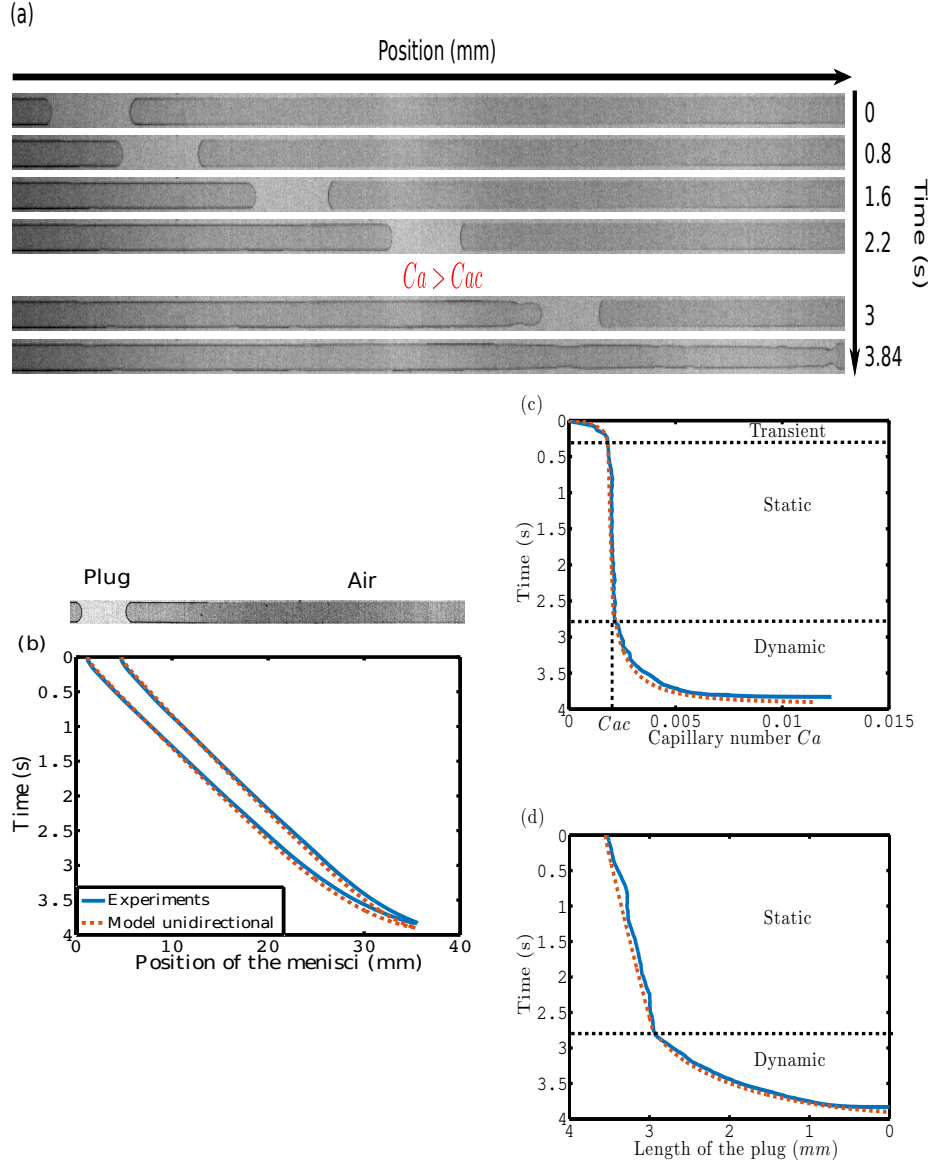 (a)
Position (mm)
0
0.8
1.6
2.2
Ca > Cac
3
3.84
Time (s)
(c)
0
0.5
1
1.5
2
2.5
3
3.5
4
Time (s)
Transient
Static
Dynamic
0 Cac 0.005 0.01 0.015
Capillary number Ca
Plug Air
(b)
0
0.5
1
1.5
2
2.5
3
3.5
4
Time (s)
Experiments
Model unidirectional
0 10 20 30 40
Position of the menisci (mm)
(d)
0
0.5
1
1.5
2
2.5
3
3.5
4
Time (s)
Static
Dynamic
4 3 2 1 0
Length of the plug (mm)